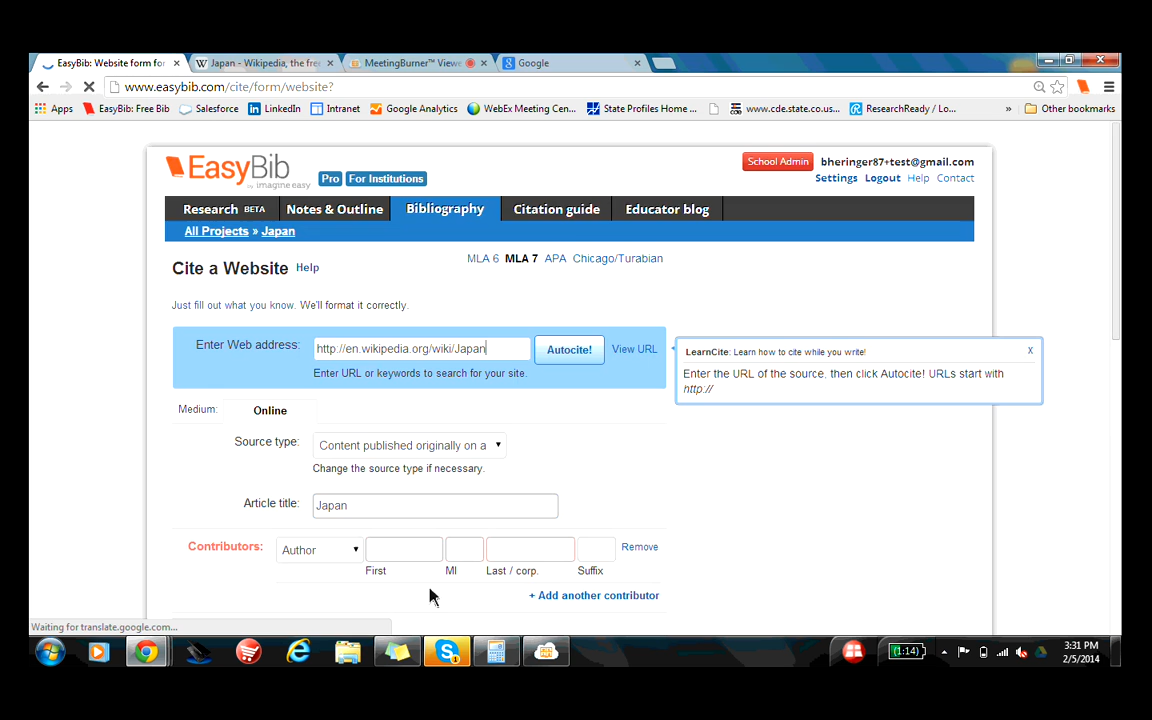 EasyBib: Website form for
Japan - Wikipedia, the free
MeetingBurner™ Viewe
Google
www.easybib.com/cite/form/website?
Apps EasyBib: Free Bib Salesforce LinkedIn Intranet Google Analytics WebEx Meeting Cen... State Profiles Home ... www.cde.state.co.us... ResearchReady / Lo... » Other bookmarks
EasyBib
by imagine easy
Pro For Institutions
School Admin bheringer87+test@gmail.com
Settings Logout Help Contact
Research BETA Notes & Outline Bibliography Citation guide Educator blog
All Projects » Japan
Cite a Website Help
MLA 6 MLA 7 APA Chicago/Turabian
Just fill out what you know. We'll format it correctly.
Enter Web address: http://en.wikipedia.org/wiki/Japan Autocite! View URL
Enter URL or keywords to search for your site.
LearnCite: Learn how to cite while you write! X
Enter the URL of the source, then click Autocite! URLs start with
http://
Medium: Online
Source type: Content published originally on a
Change the source type if necessary.
Article title: Japan
Contributors: Author Remove
First MI Last / corp. Suffix
+ Add another contributor
Waiting for translate.google.com...
(1:14)
3:31 PM
2/5/2014